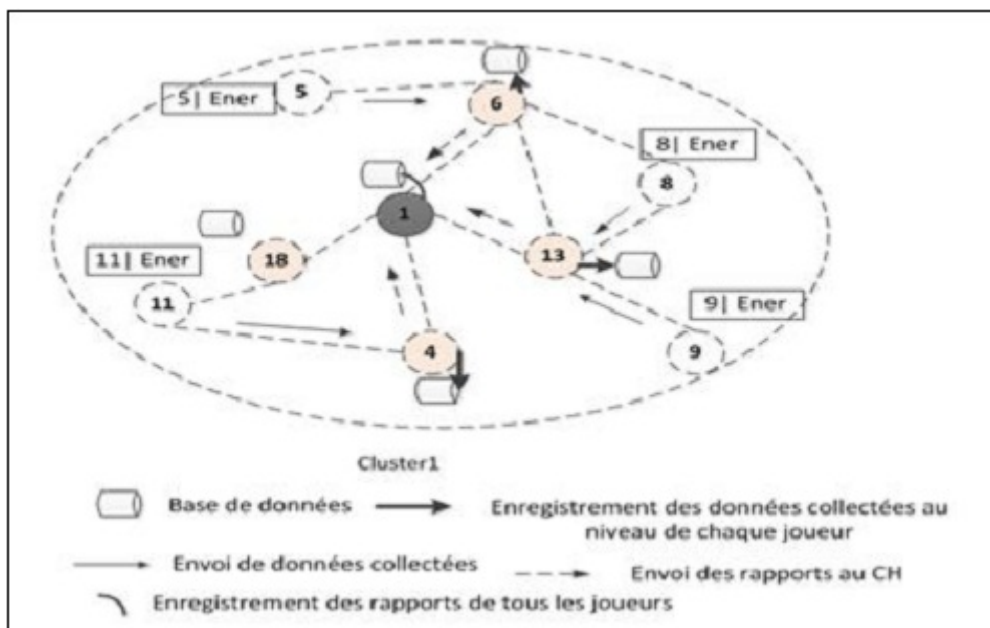 5
5| Ener
6
8| Ener
8
1
13
18
11| Ener
11
9| Ener
4
9
Cluster1
Base de données
Enregistrement des données collectées au
niveau de chaque joueur
Envoi de données collectées
Envoi des rapports au CH
Enregistrement des rapports de tous les joueurs